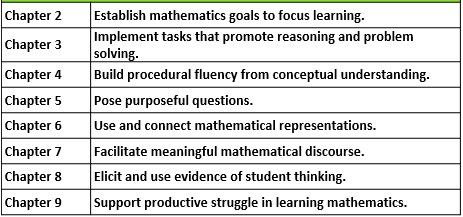 Chapter 2 Establish mathematics goals to focus learning.
Chapter 3 Implement tasks that promote reasoning and problem
solving.
Chapter 4 Build procedural fluency from conceptual understanding.
Chapter 5 Pose purposeful questions.
Chapter 6 Use and connect mathematical representations.
Chapter 7 Facilitate meaningful mathematical discourse.
Chapter 8 Elicit and use evidence of student thinking.
Chapter 9 Support productive struggle in learning mathematics.